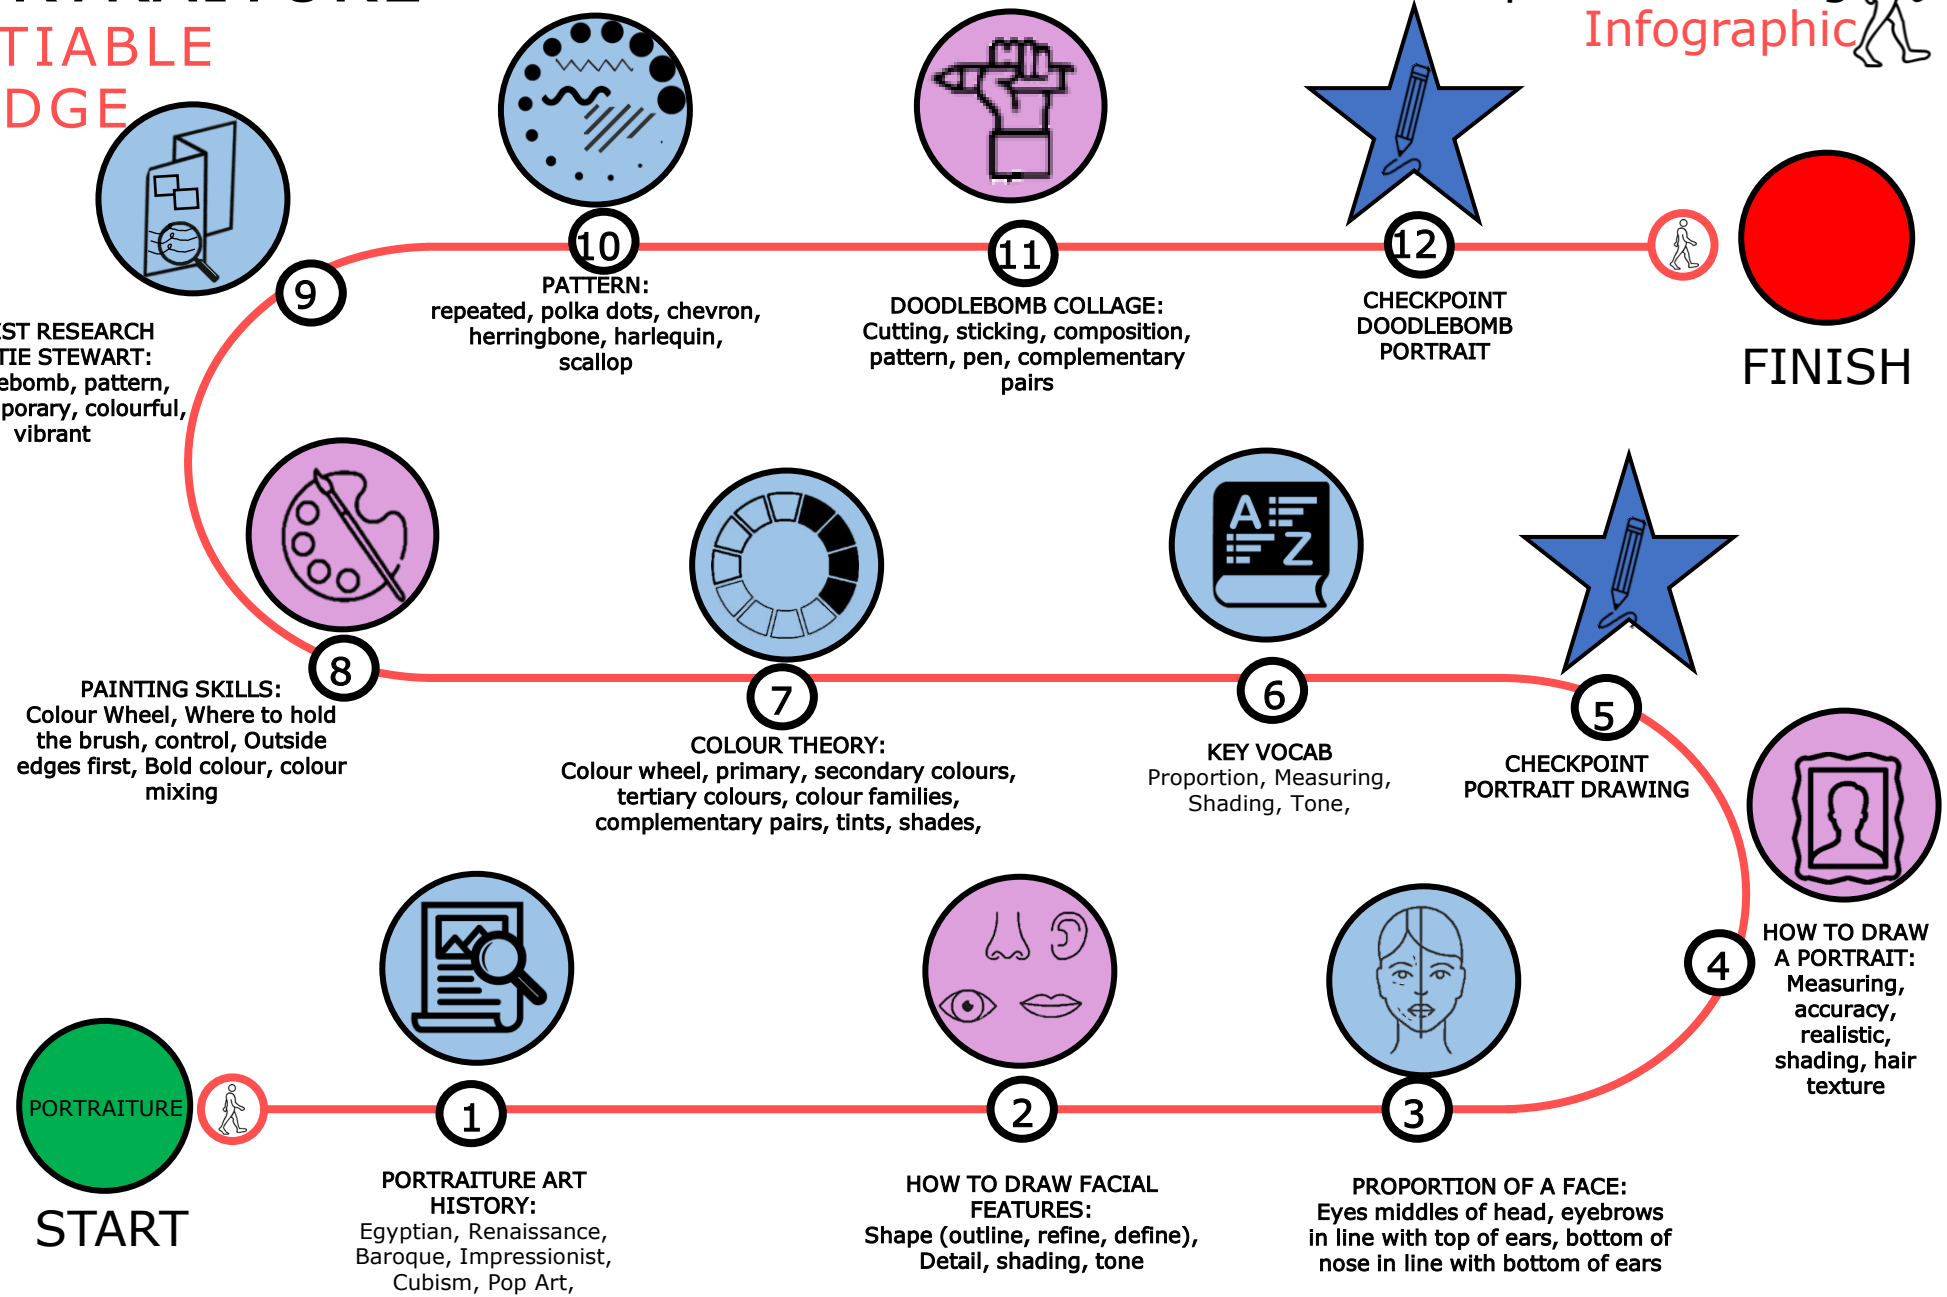 TIABLE
DGE
Infographic
10
11
12
9
PATTERN:
repeated, polka dots, chevron,
herringbone, harlequin,
scallop
DOODLEBOMB COLLAGE:
Cutting, sticking, composition,
pattern, pen, complementary
pairs
CHECKPOINT
DOODLEBOMB
PORTRAIT
FINISH
IST RESEARCH
TIE STEWART:
ebomb, pattern,
porary, colourful,
vibrant
A
Z
8
7
6
5
PAINTING SKILLS:
Colour Wheel, Where to hold
the brush, control, Outside
edges first, Bold colour, colour
mixing
COLOUR THEORY:
Colour wheel, primary, secondary colours,
tertiary colours, colour families,
complementary pairs, tints, shades,
KEY VOCAB
Proportion, Measuring,
Shading, Tone,
CHECKPOINT
PORTRAIT DRAWING
4
HOW TO DRAW
A PORTRAIT:
Measuring,
accuracy,
realistic,
shading, hair
texture
PORTRAITURE
START
1
2
3
PORTRAITURE ART
HISTORY:
Egyptian, Renaissance,
Baroque, Impressionist,
Cubism, Pop Art,
HOW TO DRAW FACIAL
FEATURES:
Shape (outline, refine, define),
Detail, shading, tone
PROPORTION OF A FACE:
Eyes middles of head, eyebrows
in line with top of ears, bottom of
nose in line with bottom of ears